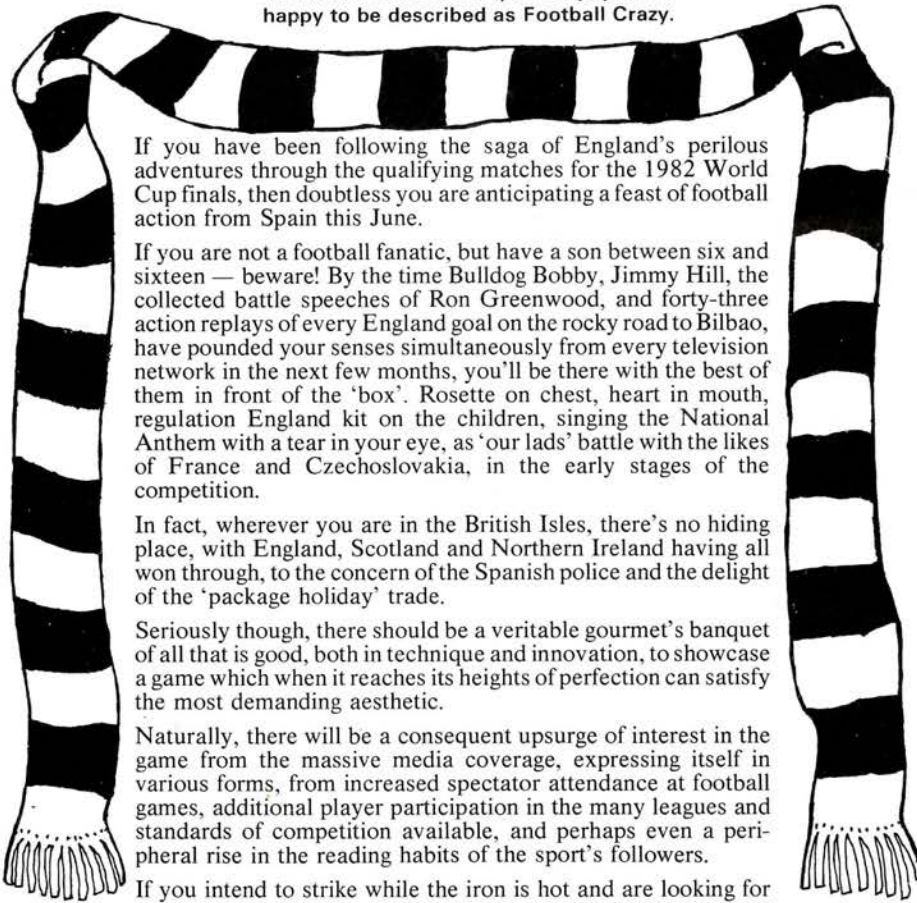 happy to be described as Football Crazy.
If you have been following the saga of England's perilous
adventures through the qualifying matches for the 1982 World
Cup finals, then doubtless you are anticipating a feast of football
action from Spain this June.
If you are not a football fanatic, but have a son between six and
sixteen — beware! By the time Bulldog Bobby, Jimmy Hill, the
collected battle speeches of Ron Greenwood, and forty-three
action replays of every England goal on the rocky road to Bilbao,
have pounded your senses simultaneously from every television
network in the next few months, you'll be there with the best of
them in front of the ‘box’. Rosette on chest, heart in mouth,
regulation England kit on the children, singing the National
Anthem with a tear in your eye, as ‘our lads’ battle with the likes
of France and Czechoslovakia, in the early stages of the
competition.
In fact, wherever you are in the British Isles, there's no hiding
place, with England, Scotland and Northern Ireland having all
won through, to the concern of the Spanish police and the delight
of the ‘package holiday’ trade.
Seriously though, there should be a veritable gourmet's banquet
of all that is good, both in technique and innovation, to showcase
a game which when it reaches its heights of perfection can satisfy
the most demanding aesthetic.
Naturally, there will be a consequent upsurge of interest in the
game from the massive media coverage, expressing itself in
various forms, from increased spectator attendance at football
games, additional player participation in the many leagues and
standards of competition available, and perhaps even a peri-
pheral rise in the reading habits of the sport's followers.
If you intend to strike while the iron is hot and are looking for